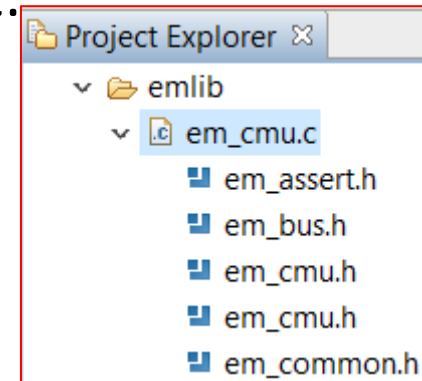 Project Explorer
emlib
em_cmu.c
em_assert.h
em_bus.h
em_cmu.h
em_cmu.h
em_common.h